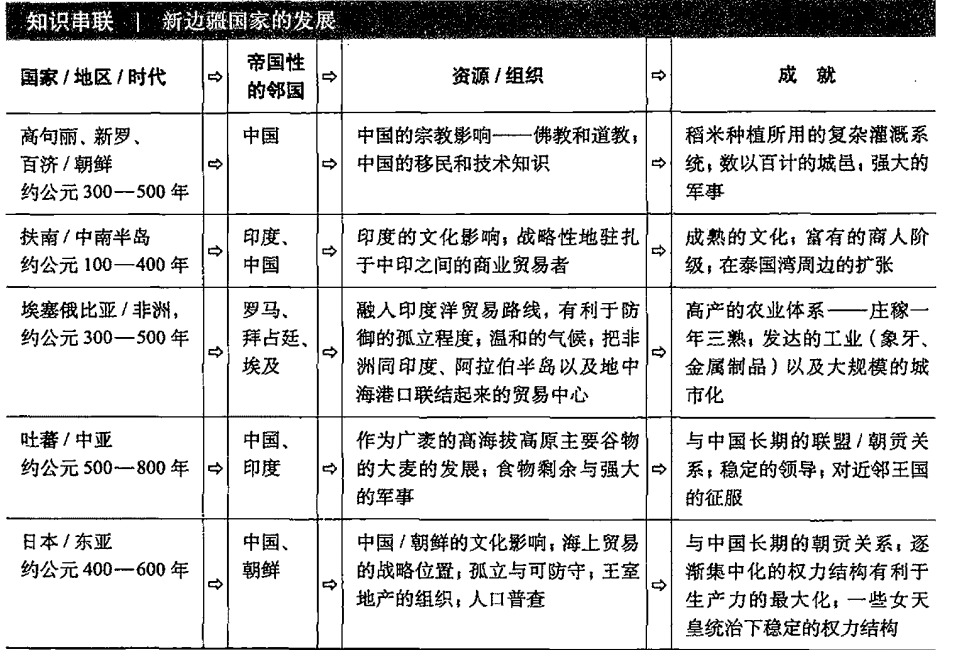 知识串联 | 新边疆国家的发展
国家 / 地区 / 时代 ⇨ 帝国性的邻国 ⇨ 资源 / 组织 ⇨ 成 就
高句丽、新罗、
百济 / 朝鲜
约公元 300—500 年
中国
中国的宗教影响——佛教和道教;
中国的移民和技术知识
稻米种植所用的复杂灌溉系
统;数以百计的城邑;强大的
军事
扶南 / 中南半岛
约公元 100—400 年
印度、
中国
印度的文化影响;战略性地驻扎
于中印之间的商业贸易者
成熟的文化;富有的商人阶
级;在泰国湾周边的扩张
埃塞俄比亚 / 非洲,
约公元 300—500 年
罗马、
拜占廷、
埃及
融入印度洋贸易路线,有利于防
御的孤立程度;温和的气候;把非
洲同印度、阿拉伯半岛以及地中
海港口联结起来的贸易中心
高产的农业体系——庄稼一
年三熟;发达的工业(象牙、
金属制品)以及大规模的城
市化
吐蕃 / 中亚
约公元 500—800 年
中国、
印度
作为广袤的高海拔高原主要谷物
的大麦的发展;食物剩余与强大
的军事
与中国长期的联盟 / 朝贡关
系;稳定的领导;对近邻王国
的征服
日本 / 东亚
约公元 400—600 年
中国、
朝鲜
中国 / 朝鲜的文化影响;海上贸易
的战略位置;孤立与可防守;王室
地产的组织;人口普查
与中国长期的朝贡关系;逐
渐集中化的权力结构有利于
生产力的最大化;一些女天
皇统治下稳定的权力结构